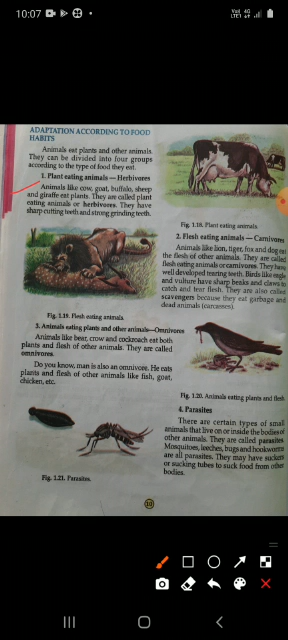 10:07
Vol 4G
LTE1
ADAPTATION ACCORDING TO FOOD
HABITS
Animals eat plants and other animals.
They can be divided into four groups
according to the type of food they eat.
1. Plant eating animals — Herbivores
Animals like cow, goat, buffalo, sheep
and giraffe eat plants. They are called plant
eating animals or herbivores. They have
sharp cutting teeth and strong grinding teeth.
Fig. 1.18. Plant eating animals.
2. Flesh eating animals — Carnivores
Animals like lion, tiger, fox and dog eat
the flesh of other animals. They are called
flesh eating animals or carnivores. They have
well developed tearing teeth. Birds like eagle
and vulture have sharp beaks and claws to
catch and tear flesh. They are also called
scavengers because they eat garbage and
dead animals (carcasses).
Fig. 1.19. Flesh eating animals.
3. Animals eating plants and other animals—Omnivores
Animals like bear, crow and cockroach eat both
plants and flesh of other animals. They are called
omnivores.
Do you know, man is also an omnivore. He eats
plants and flesh of other animals like fish, goat,
chicken, etc.
Fig. 1.20. Animals eating plants and flesh.
4. Parasites
There are certain types of small
animals that live on or inside the bodies of
other animals. They are called parasites.
Mosquitoes, leeches, bugs and hookworms
are all parasites. They may have suckers
or sucking tubes to suck food from other
bodies.
Fig. 1.21. Parasites.
10